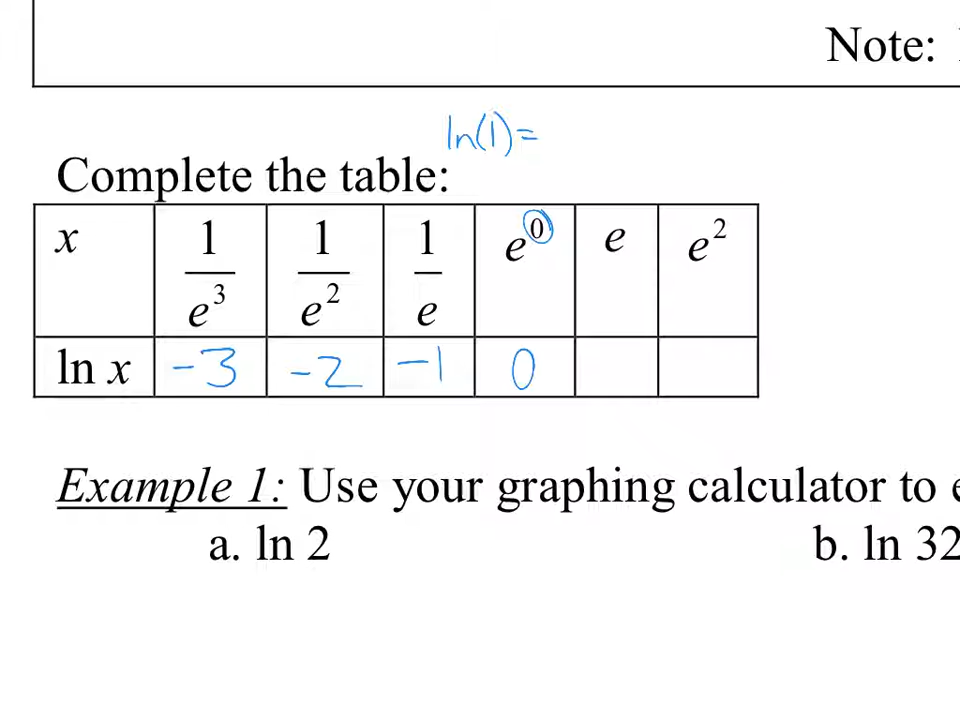 Note:
ln(1)=
Complete the table:
x 1/e³ 1/e² 1/e e⁰ e e²
ln x -3 -2 -1 0
Example 1: Use your graphing calculator to
a. ln 2 b. ln 32